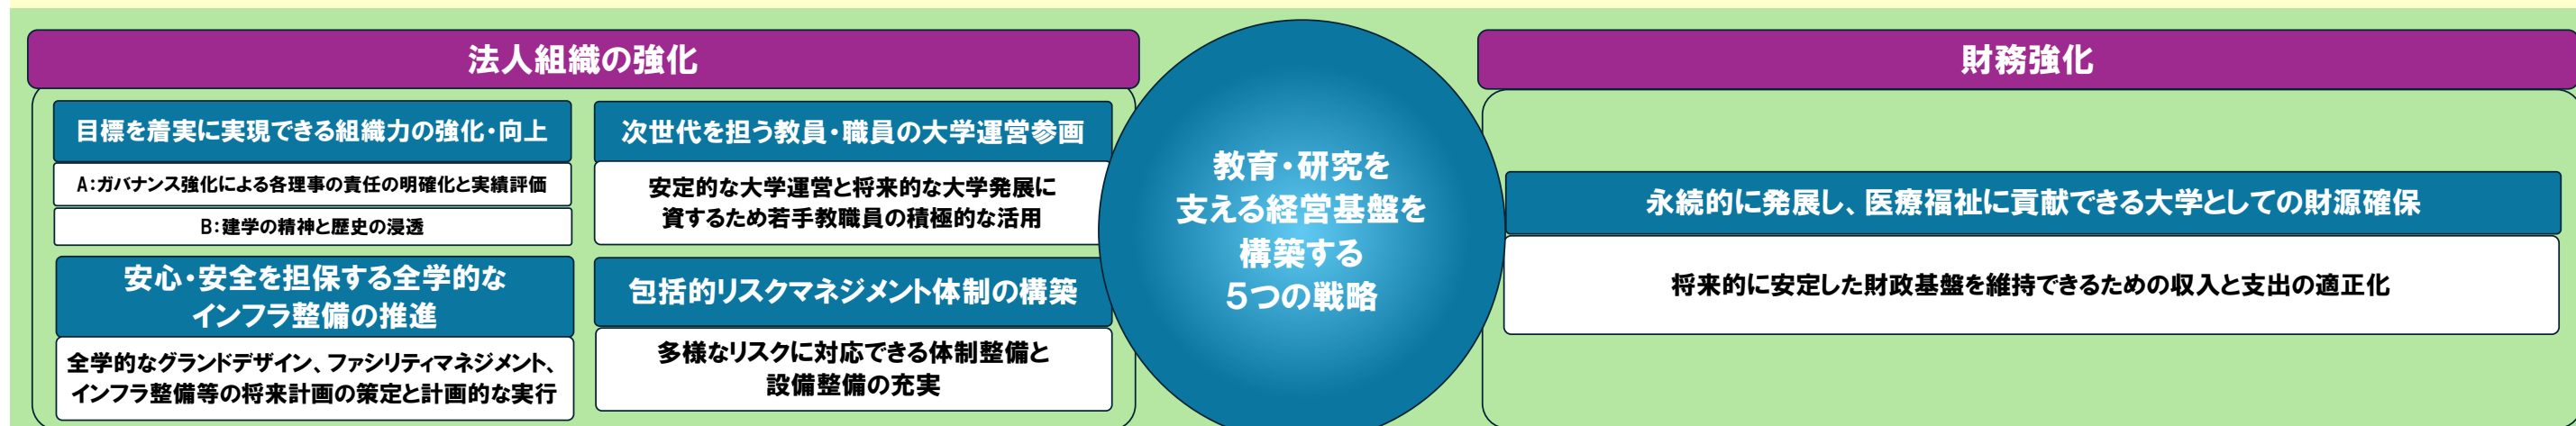 法人組織の強化
目標を着実に実現できる組織力の強化・向上
A:ガバナンス強化による各理事の責任の明確化と実績評価
B:建学の精神と歴史の浸透
次世代を担う教員・職員の大学運営参画
安定的な大学運営と将来的な大学発展に
資するため若手教職員の積極的な活用
安心・安全を担保する全学的な
インフラ整備の推進
全学的なグランドデザイン、ファシリティマネジメント、
インフラ整備等の将来計画の策定と計画的な実行
包括的リスクマネジメント体制の構築
多様なリスクに対応できる体制整備と
設備整備の充実
教育・研究を
支える経営基盤を
構築する
5つの戦略
財務強化
永続的に発展し、医療福祉に貢献できる大学としての財源確保
将来的に安定した財政基盤を維持できるための収入と支出の適正化